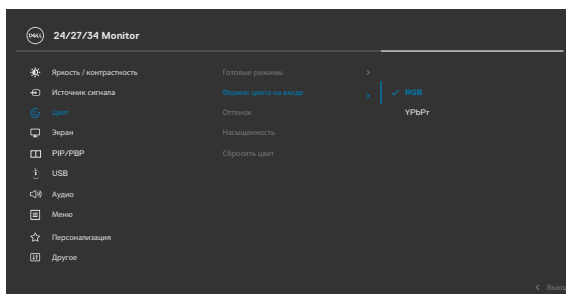 DELL 24/27/34 Monitor
Яркость / контрастность Готовые режимы >
Источник сигнала Формат цвета на входе > ✓ RGB
Цвет Оттенок YPbPr
Экран Насыщенность
PIP/PBP Сбросить цвет
USB
Аудио
Меню
Персонализация
Другое
< Выход